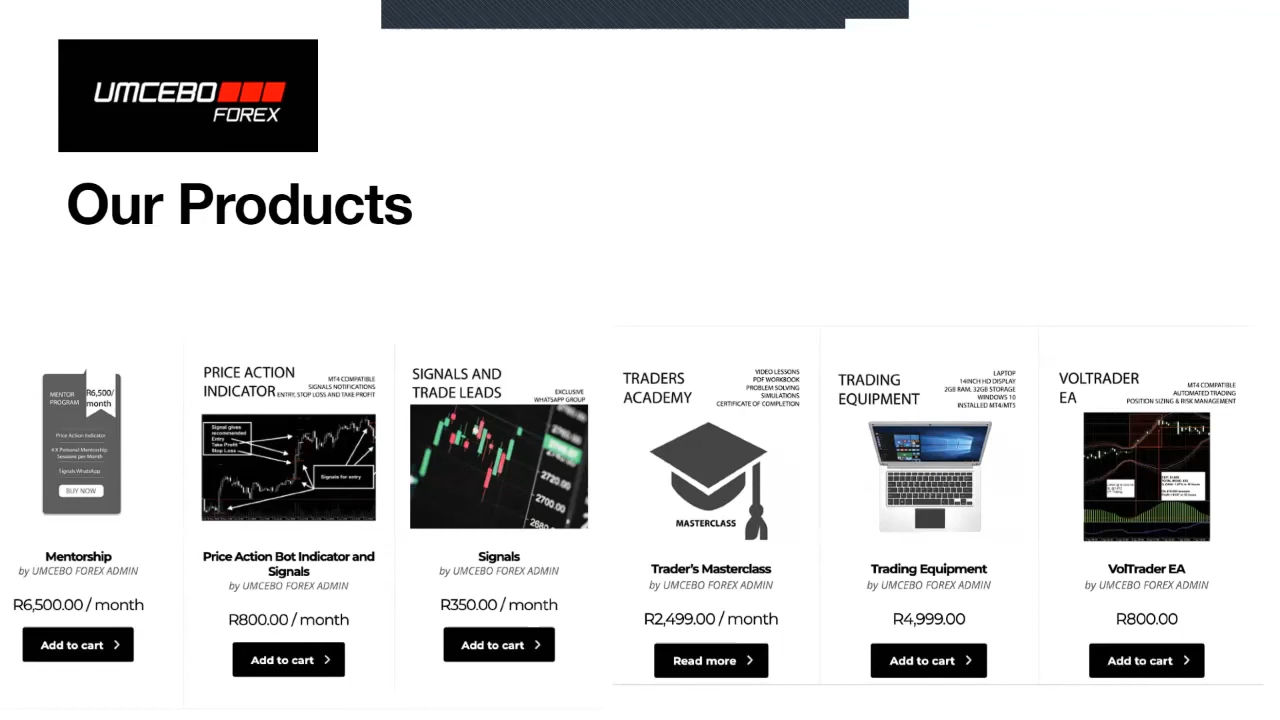 UMCEBO
FOREX
Our Products
MENTOR
PROGRAM
R6,500/
month
Price Action Indicator
4 X Personal Mentorship
Sessions per Month
Signals WhatsApp
BUY NOW
Mentorship
by UMCEBO FOREX ADMIN
R6,500.00 / month
Add to cart
PRICE ACTION
INDICATOR
MT4 COMPATIBLE
SIGNALS NOTIFICATIONS
ENTRY, STOP LOSS AND TAKE PROFIT
Signal gives
recommended
Entry
Take Profit
Stop Loss
Signals for entry
Price Action Bot Indicator and
Signals
by UMCEBO FOREX ADMIN
R800.00 / month
Add to cart
SIGNALS AND
TRADE LEADS
EXCLUSIVE
WHATSAPP GROUP
2720.00
2700.00
Signals
by UMCEBO FOREX ADMIN
R350.00 / month
Add to cart
TRADERS
ACADEMY
VIDEO LESSONS
PDF WORKBOOK
PROBLEM SOLVING
SIMULATIONS
CERTIFICATE OF COMPLETION
MASTERCLASS
Trader's Masterclass
by UMCEBO FOREX ADMIN
R2,499.00 / month
Read more
TRADING
EQUIPMENT
LAPTOP
14INCH HD DISPLAY
2GB RAM, 32GB STORAGE
WINDOWS 10
INSTALLED MT4/MT5
Trading Equipment
by UMCEBO FOREX ADMIN
R4,999.00
Add to cart
VOLTRADER
EA
MT4 COMPATIBLE
AUTOMATED TRADING
POSITION SIZING & RISK MANAGEMENT
VolTrader EA
by UMCEBO FOREX ADMIN
R800.00
Add to cart